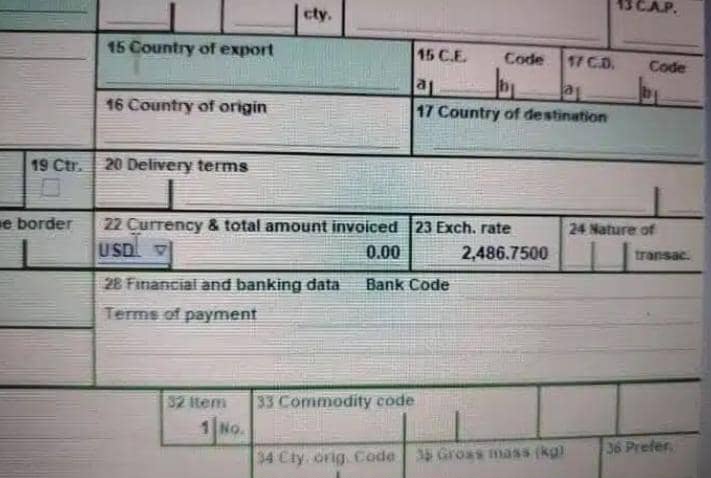 cty.
13 C.A.P.
15 Country of export
15 C.E. Code
17 C.D. Code
a b
a b
16 Country of origin
17 Country of destination
19 Ctr.
20 Delivery terms
e border
22 Currency & total amount invoiced
23 Exch. rate
24 Nature of
USD 0.00
2,486.7500
transac.
28 Financial and banking data Bank Code
Terms of payment
32 Item
33 Commodity code
1 No.
34 Cty. orig. Code
35 Gross mass (kg)
36 Prefer.